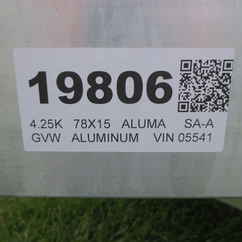 19806
4.25K 78X15 ALUMA SA-A
GVW ALUMINUM VIN 05541